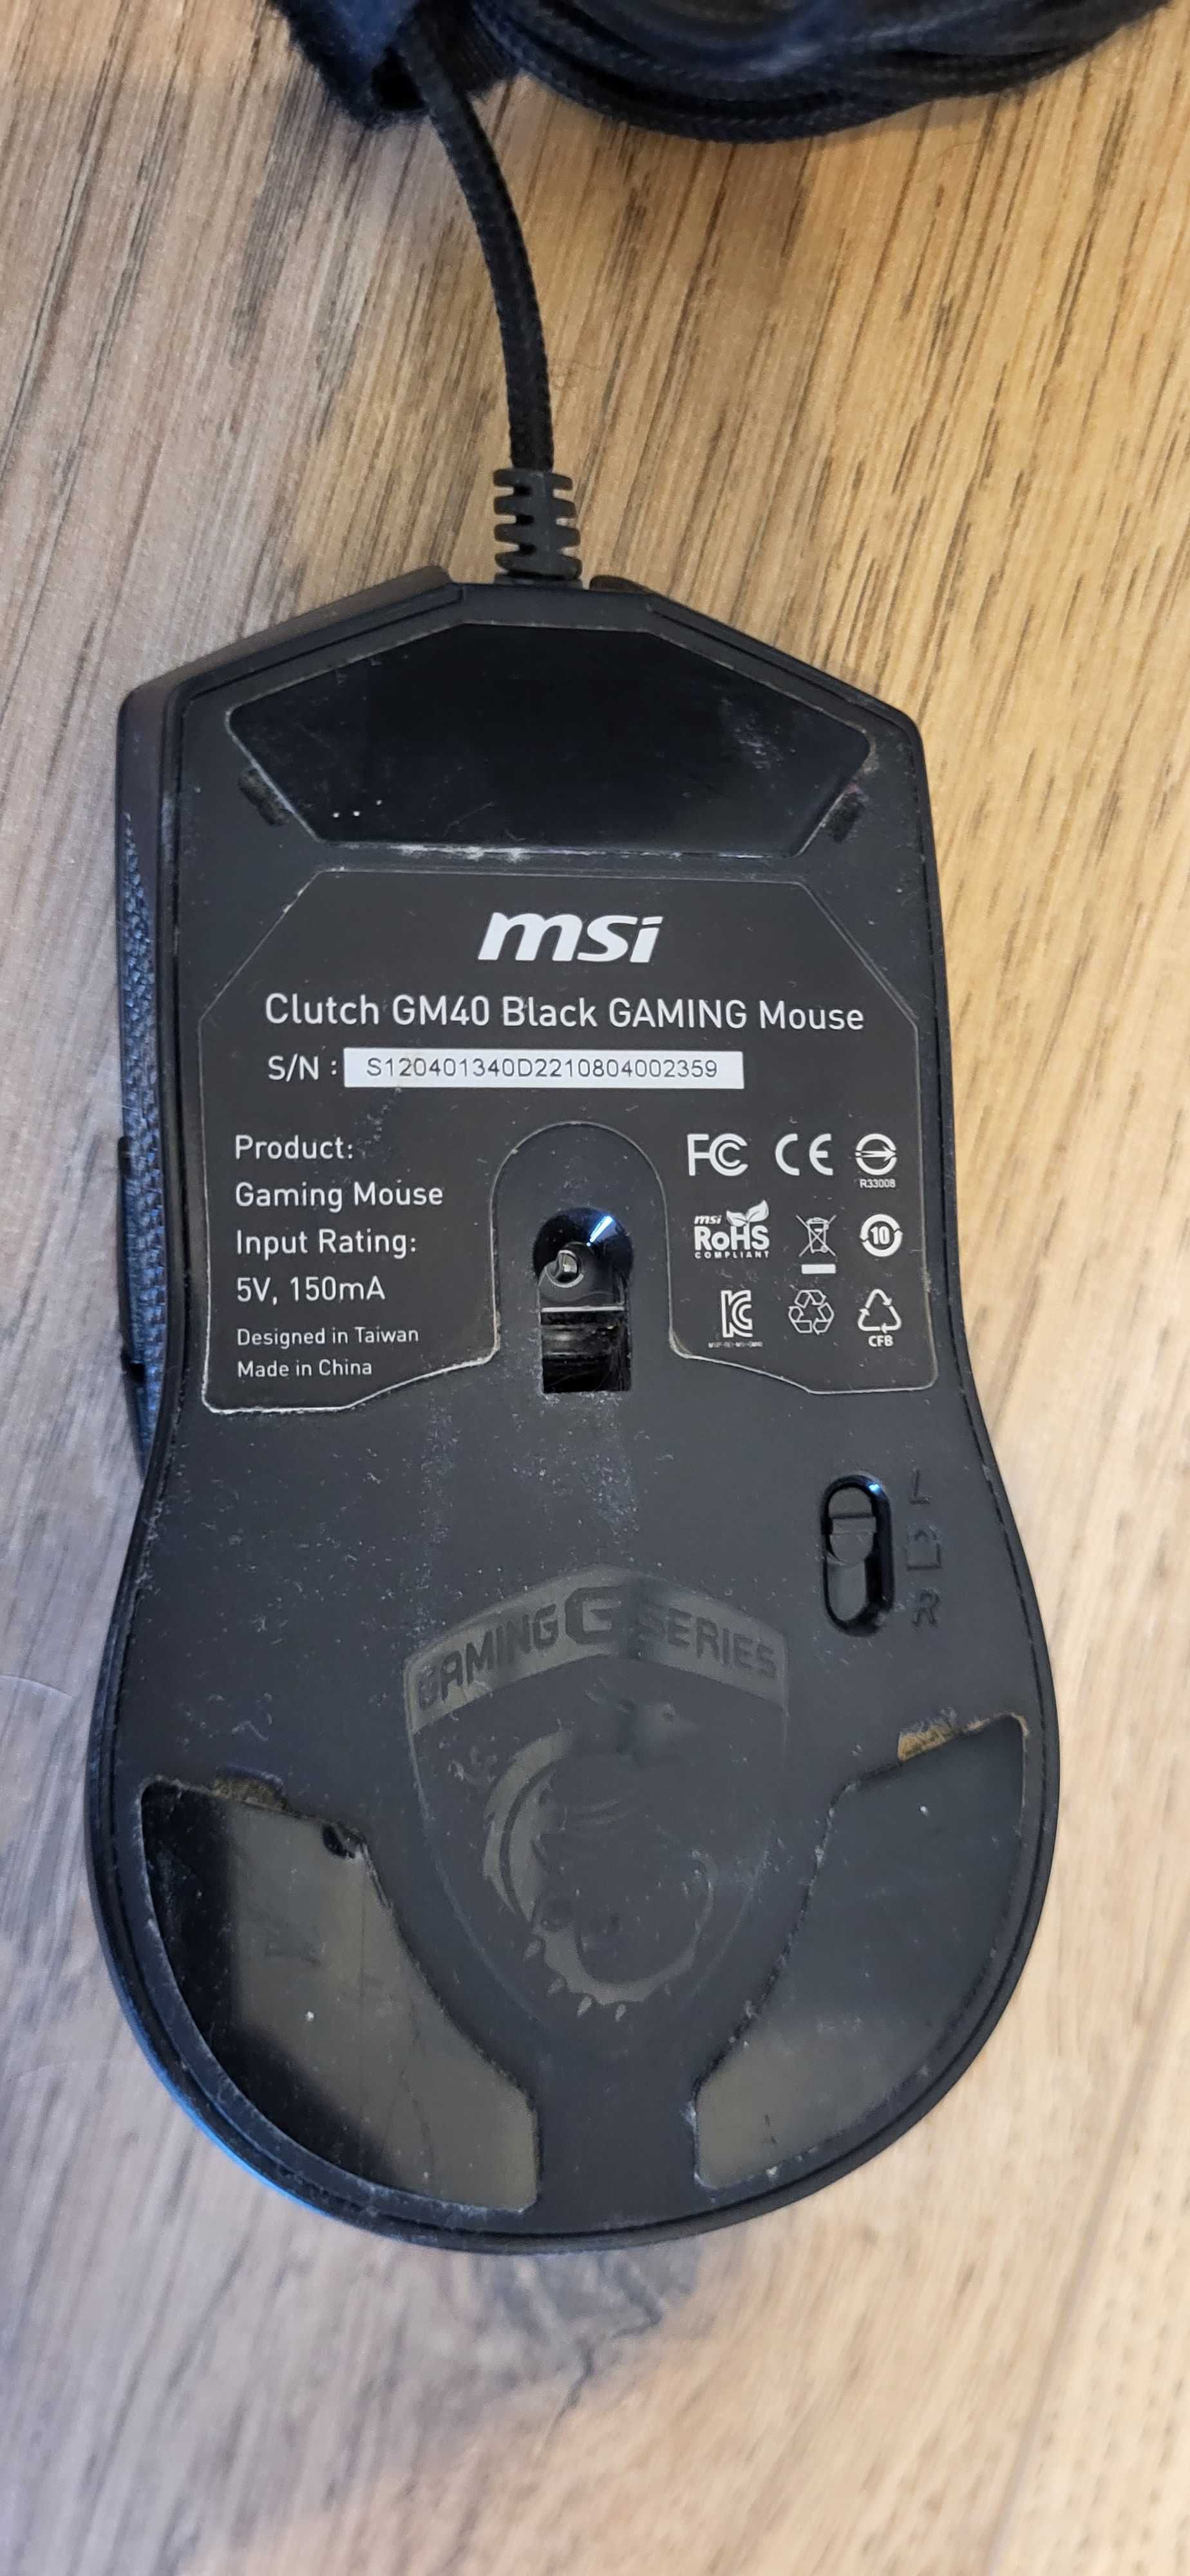 msi
Clutch GM40 Black GAMING Mouse
S/N : S120401340D2210804002359
Product:
Gaming Mouse
Input Rating:
5V, 150mA
Designed in Taiwan
Made in China
FC CE
R33008
msi
RoHS
COMPLIANT
10
CFB
L
R
GAMING G SERIES